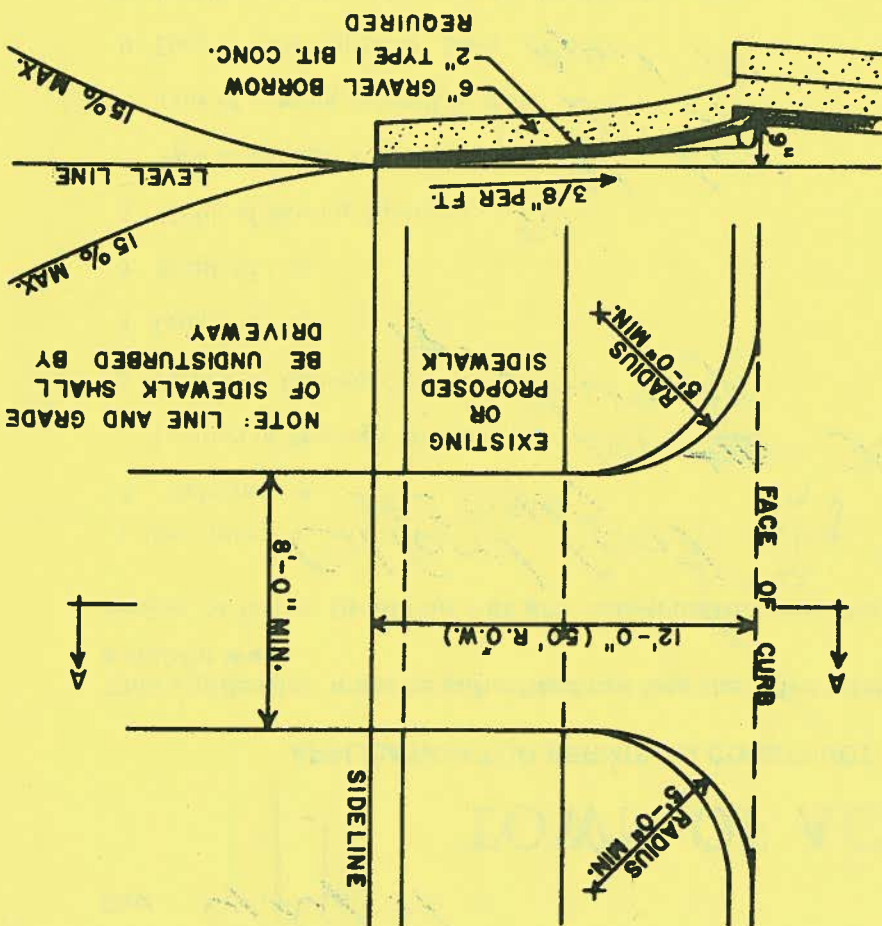 RADIUS
5'-0" MIN.
SIDELINE
FACE OF CURB
A
A
12'-0" (50' R.O.W.)
8'-0" MIN.
EXISTING
OR
PROPOSED
SIDEWALK
RADIUS
5'-0" MIN.
NOTE: LINE AND GRADE
OF SIDEWALK SHALL
BE UNDISTURBED BY
DRIVEWAY
15% MAX.
3/8" PER FT.
LEVEL LINE
6"
15% MAX.
6" GRAVEL BORROW
2" TYPE I BIT. CONC.
REQUIRED